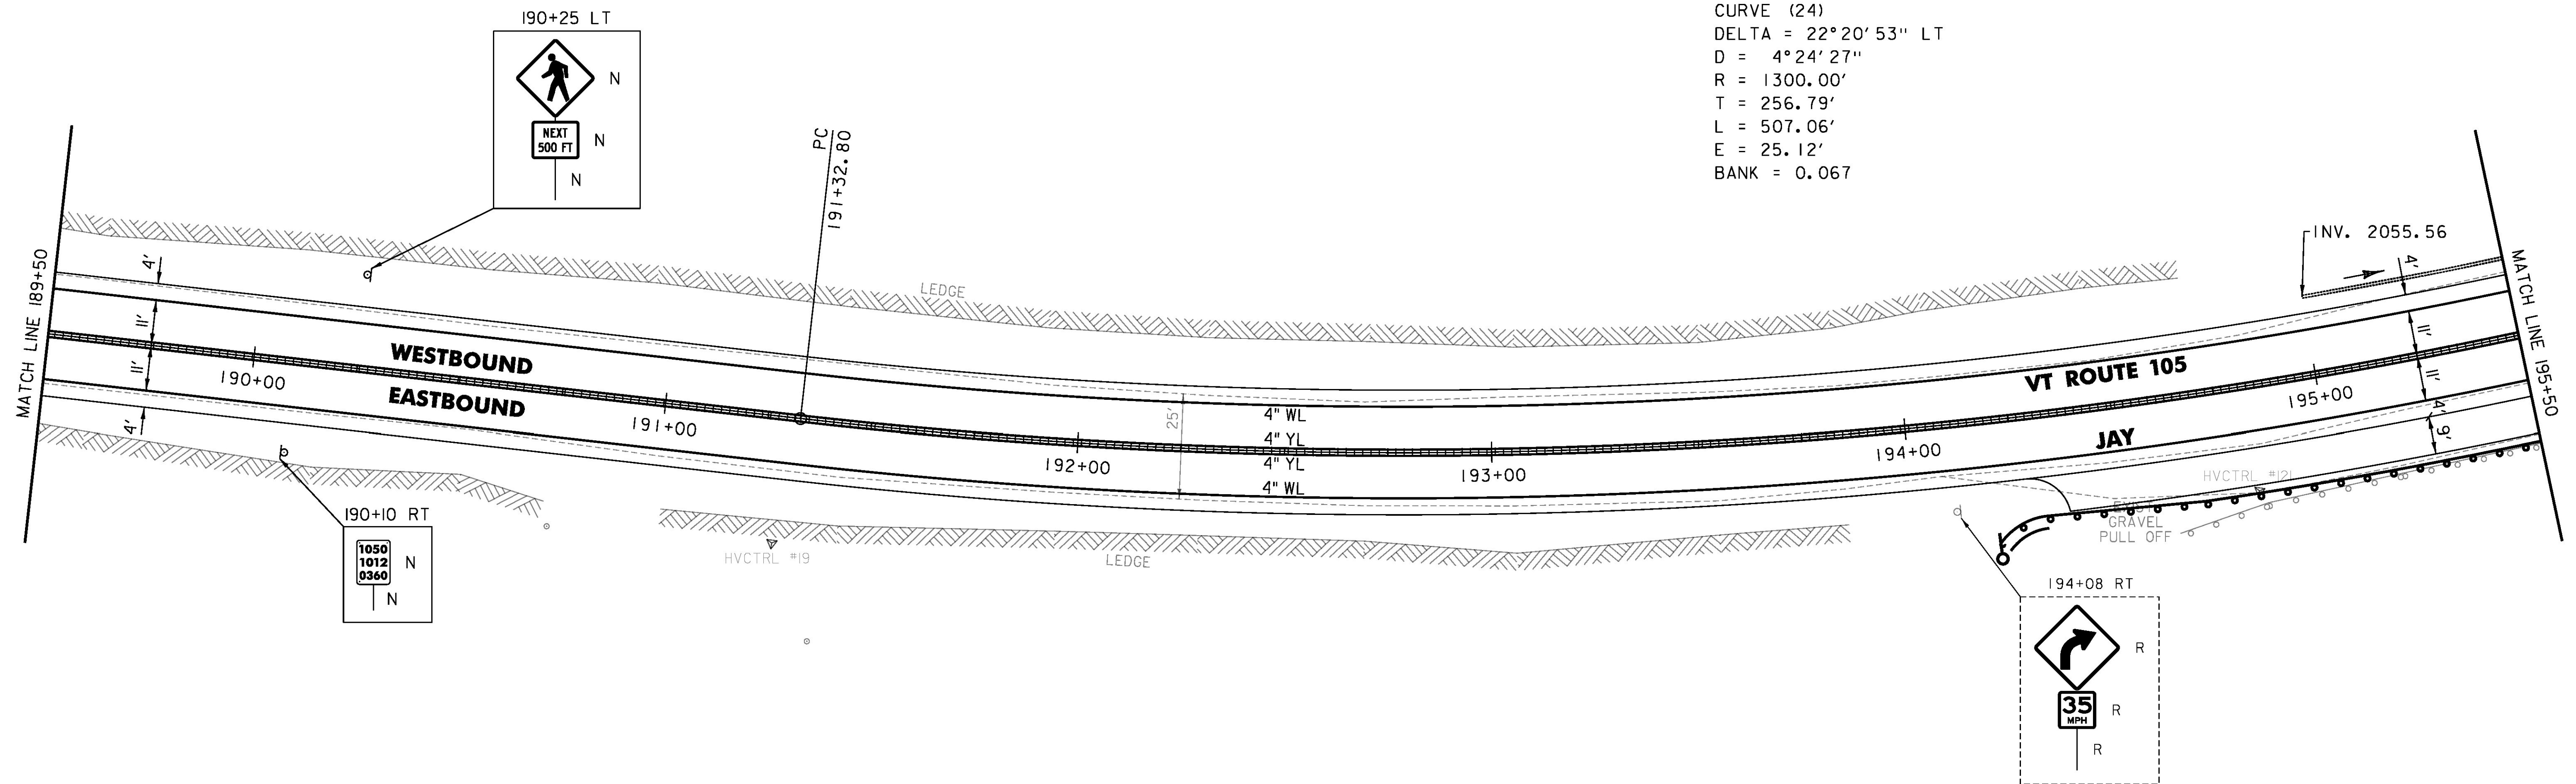 CURVE (24)
DELTA = 22°20'53" LT
D = 4°24'27"
R = 1300.00'
T = 256.79'
L = 507.06'
E = 25.12'
BANK = 0.067
190+25 LT
N
NEXT
500 FT
N
N
PC
191+32.80
INV. 2055.56
MATCH LINE 189+50
4'
11'
11'
4'
LEDGE
4'
11'
11'
4'
9'
MATCH LINE 195+50
WESTBOUND
EASTBOUND
VT ROUTE 105
JAY
190+00
191+00
192+00
193+00
194+00
195+00
25'
4" WL
4" YL
4" YL
4" WL
HVCTRL #19
LEDGE
HVCTRL #121
GRAVEL
PULL OFF
190+10 RT
1050
1012
0360
N
N
194+08 RT
R
35
MPH
R
R